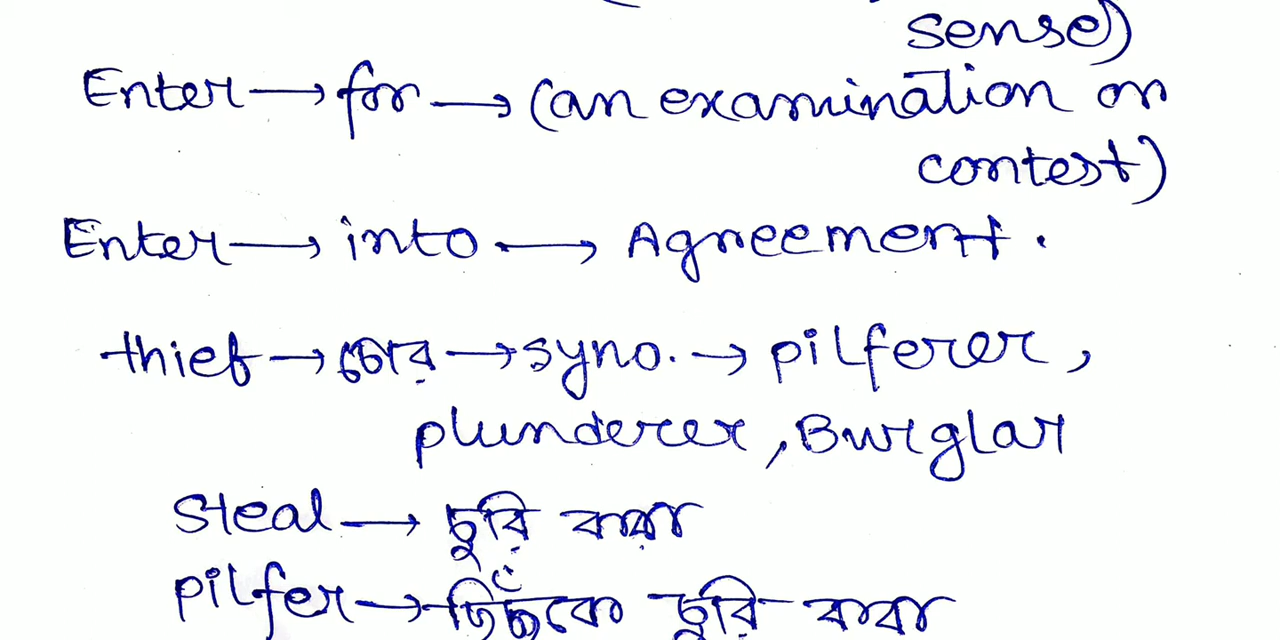 sense)
Enter → for → (an examination or
contest)
Enter → into → Agreement.
thief → চোর → syno. → pilferer,
plunderer, Burglar
Steal → চুরি করা
pilfer → ছিঁচকে চুরি করা